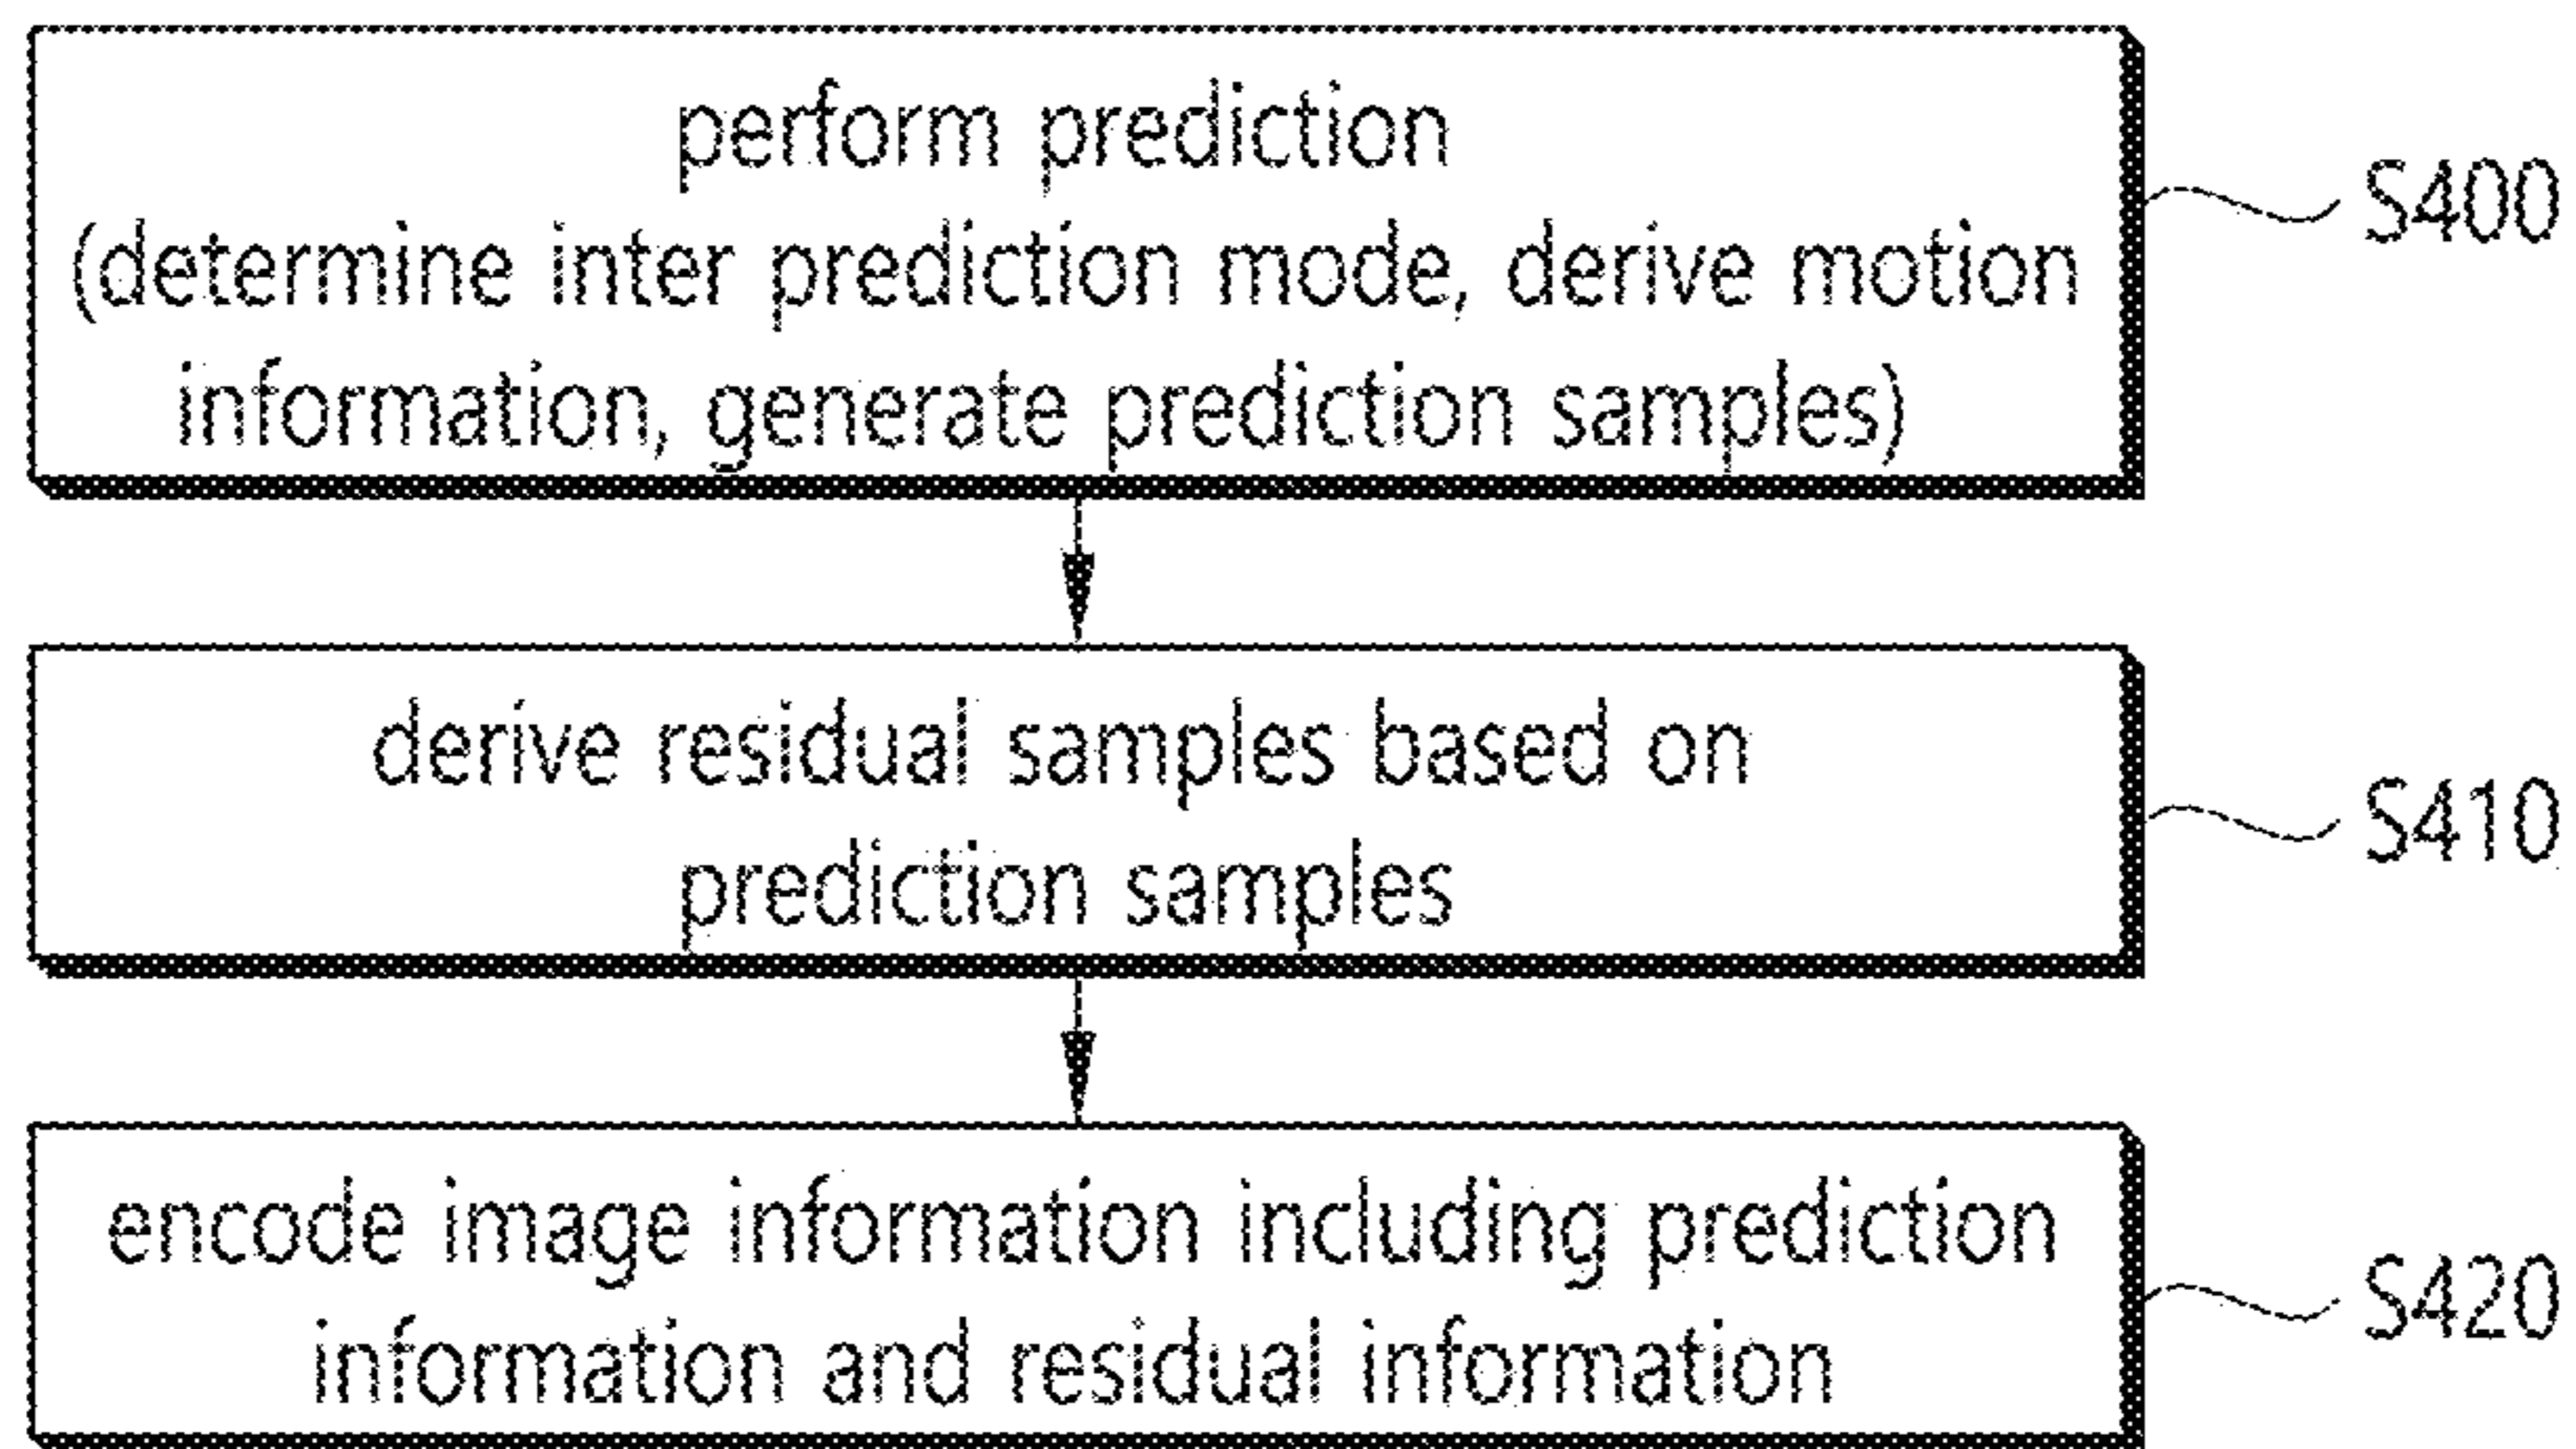 perform prediction
(determine inter prediction mode, derive motion
information, generate prediction samples)
S400
derive residual samples based on
prediction samples
S410
encode image information including prediction
information and residual information
S420